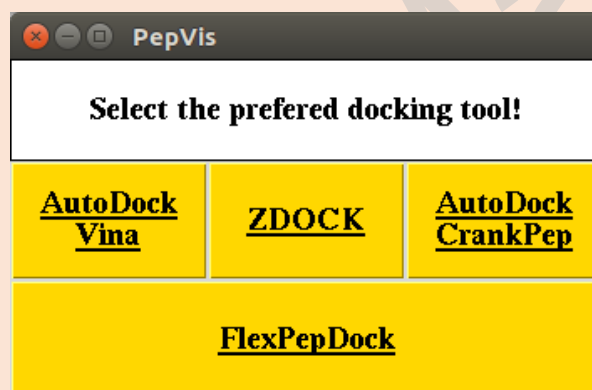 PepVis
Select the prefered docking tool!
AutoDock
Vina
ZDOCK
AutoDock
CrankPep
FlexPepDock